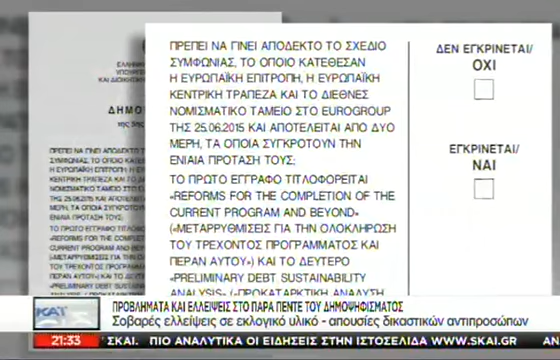 ΠΡΕΠΕΙ ΝΑ ΓΙΝΕΙ ΑΠΟΔΕΚΤΟ ΤΟ ΣΧΕΔΙΟ
ΣΥΜΦΩΝΙΑΣ, ΤΟ ΟΠΟΙΟ ΚΑΤΕΘΕΣΑΝ
Η ΕΥΡΩΠΑΪΚΗ ΕΠΙΤΡΟΠΗ, Η ΕΥΡΩΠΑΪΚΗ
ΚΕΝΤΡΙΚΗ ΤΡΑΠΕΖΑ ΚΑΙ ΤΟ ΔΙΕΘΝΕΣ
ΝΟΜΙΣΜΑΤΙΚΟ ΤΑΜΕΙΟ ΣΤΟ EUROGROUP
ΤΗΣ 25.06.2015 ΚΑΙ ΑΠΟΤΕΛΕΙΤΑΙ ΑΠΟ ΔΥΟ
ΜΕΡΗ, ΤΑ ΟΠΟΙΑ ΣΥΓΚΡΟΤΟΥΝ ΤΗΝ
ΕΝΙΑΙΑ ΠΡΟΤΑΣΗ ΤΟΥΣ;
ΤΟ ΠΡΩΤΟ ΕΓΓΡΑΦΟ ΤΙΤΛΟΦΟΡΕΙΤΑΙ
«REFORMS FOR THE COMPLETION OF THE
CURRENT PROGRAM AND BEYOND»
(«ΜΕΤΑΡΡΥΘΜΙΣΕΙΣ ΓΙΑ ΤΗΝ ΟΛΟΚΛΗΡΩΣΗ
ΤΟΥ ΤΡΕΧΟΝΤΟΣ ΠΡΟΓΡΑΜΜΑΤΟΣ ΚΑΙ
ΠΕΡΑΝ ΑΥΤΟΥ») ΚΑΙ ΤΟ ΔΕΥΤΕΡΟ
«PRELIMINARY DEBT SUSTAINABILITY
ANALYSIS» («ΠΡΟΚΑΤΑΡΚΤΙΚΗ ΑΝΑΛΥΣΗ
ΔΕΝ ΕΓΚΡΙΝΕΤΑΙ/
ΟΧΙ
ΕΓΚΡΙΝΕΤΑΙ/
ΝΑΙ
ΠΡΟΒΛΗΜΑΤΑ ΚΑΙ ΕΛΛΕΙΨΕΙΣ ΣΤΟ ΠΑΡΑ ΠΕΝΤΕ ΤΟΥ ΔΗΜΟΨΗΦΙΣΜΑΤΟΣ
ΣΚΑΪ
Σοβαρές ελλείψεις σε εκλογικό υλικό - απουσίες δικαστικών αντιπροσώπων
21:33 ΣΚΑΪ. ΠΙΟ ΑΝΑΛΥΤΙΚΑ ΟΙ ΕΙΔΗΣΕΙΣ ΣΤΗΝ ΙΣΤΟΣΕΛΙΔΑ WWW.SKAI.GR